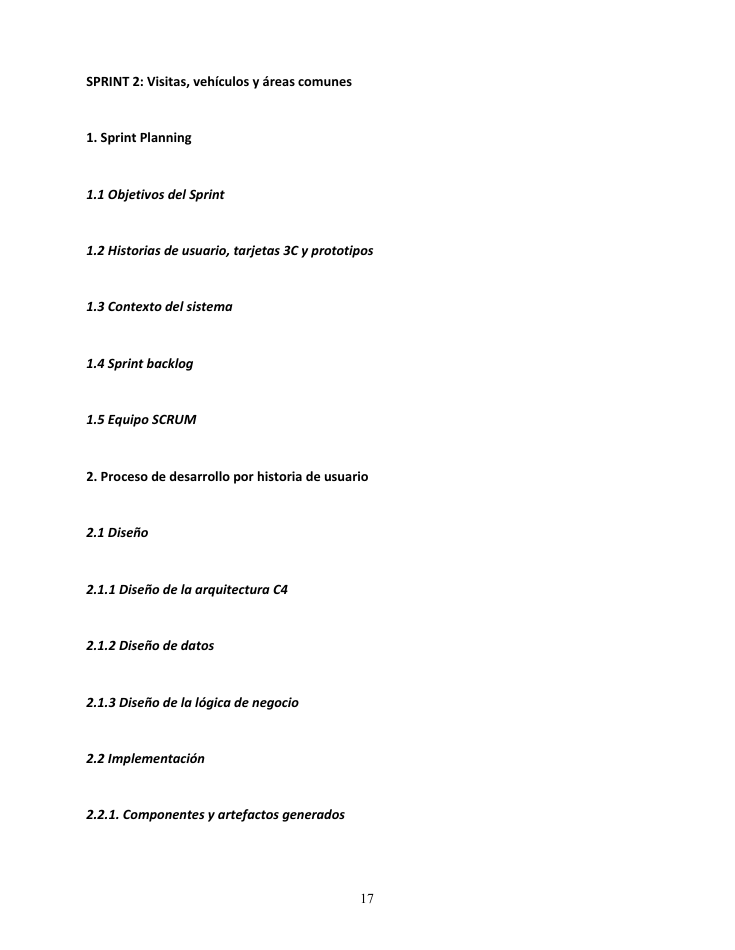 SPRINT 2: Visitas, vehículos y áreas comunes
1. Sprint Planning
1.1 Objetivos del Sprint
1.2 Historias de usuario, tarjetas 3C y prototipos
1.3 Contexto del sistema
1.4 Sprint backlog
1.5 Equipo SCRUM
2. Proceso de desarrollo por historia de usuario
2.1 Diseño
2.1.1 Diseño de la arquitectura C4
2.1.2 Diseño de datos
2.1.3 Diseño de la lógica de negocio
2.2 Implementación
2.2.1. Componentes y artefactos generados
17